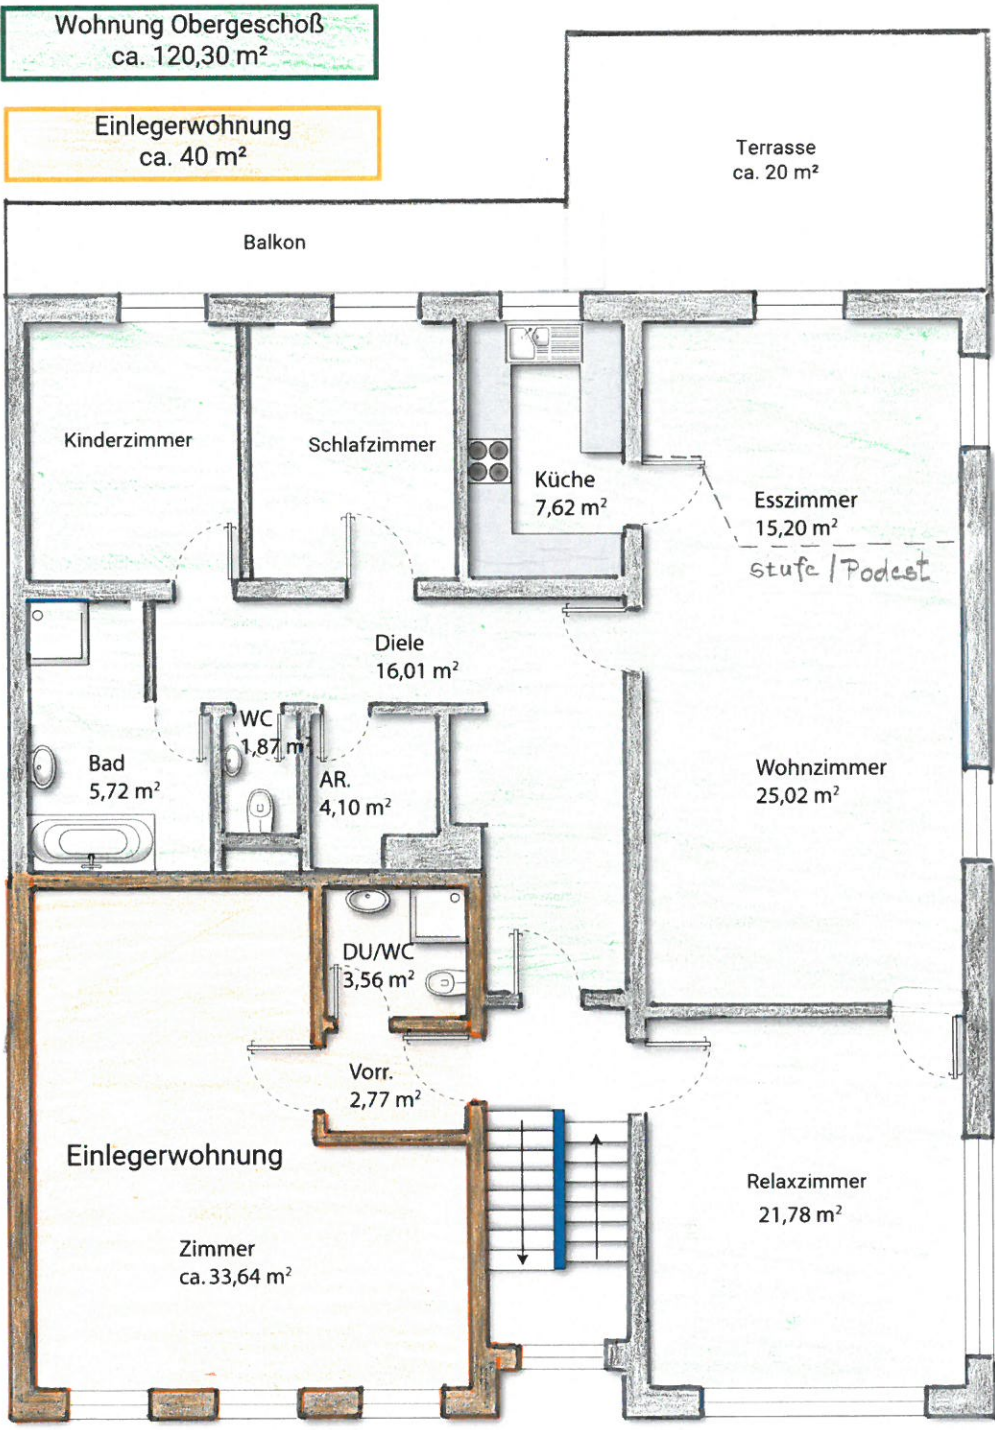 Wohnung Obergeschoß
ca. 120,30 m²
Einlegerwohnung
ca. 40 m²
Terrasse
ca. 20 m²
Balkon
Kinderzimmer
Schlafzimmer
Küche
7,62 m²
Esszimmer
15,20 m²
Stufe / Podest
Diele
16,01 m²
WC
1,87 m²
Bad
5,72 m²
AR.
4,10 m²
Wohnzimmer
25,02 m²
DU/WC
3,56 m²
Vorr.
2,77 m²
Einlegerwohnung
Zimmer
ca. 33,64 m²
Relaxzimmer
21,78 m²